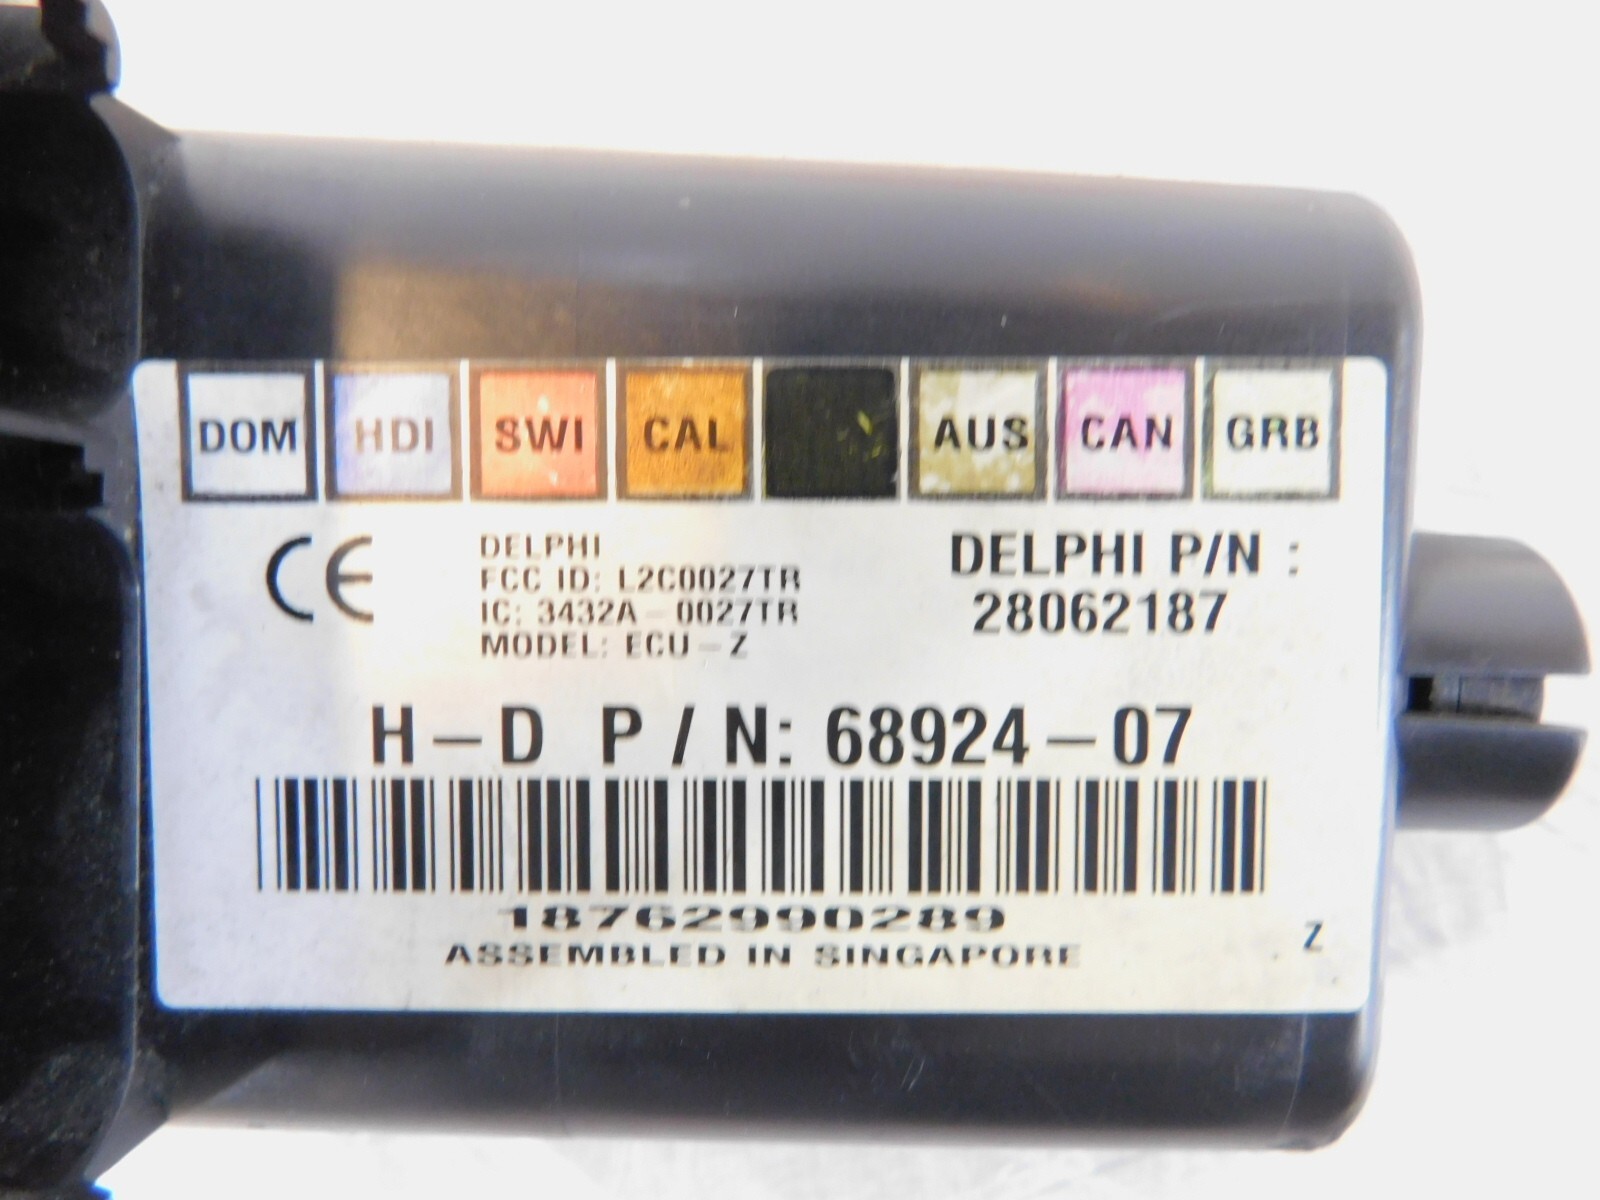 DOM HDI SWI CAL AUS CAN GRB
CE
DELPHI
FCC ID: L2C0027TR
IC: 3432A-0027TR
MODEL: ECU-Z
DELPHI P/N :
28062187
H-D P/N: 68924-07
18762990289
ASSEMBLED IN SINGAPORE
Z